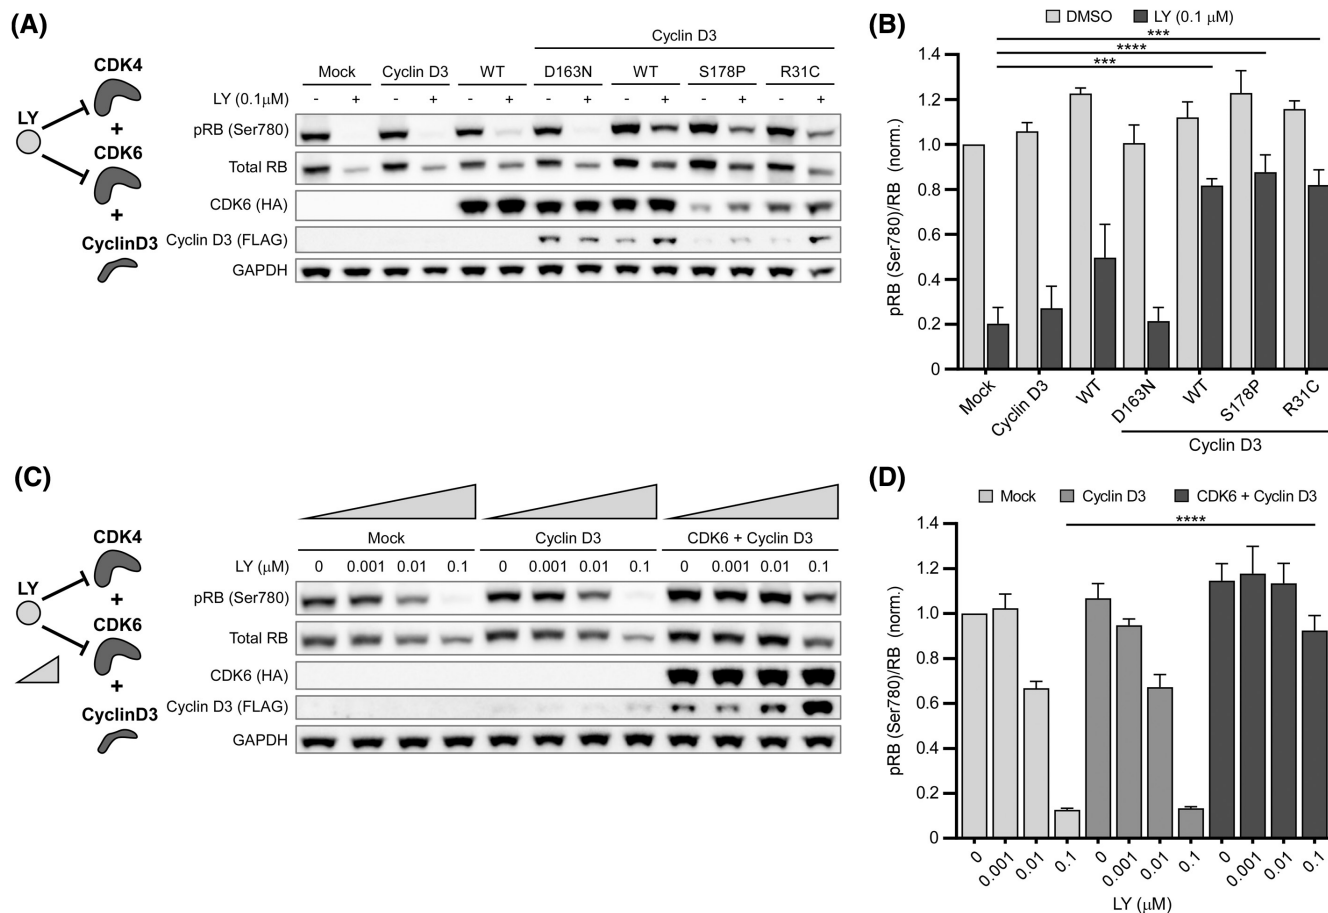 (A)
CDK4
LY
+
CDK6
+
CyclinD3
Cyclin D3
Mock Cyclin D3 WT D163N WT S178P R31C
LY (0.1μM) - + - + - + - + - + - + - +
pRB (Ser780)
Total RB
CDK6 (HA)
Cyclin D3 (FLAG)
GAPDH
(B)
DMSO LY (0.1 μM)
***
****
***
1.4
1.2
1.0
0.8
0.6
0.4
0.2
0
pRB (Ser780)/RB (norm.)
Mock Cyclin D3 WT D163N WT S178P R31C
Cyclin D3
(C)
CDK4
LY
+
CDK6
+
CyclinD3
Mock Cyclin D3 CDK6 + Cyclin D3
LY (μM) 0 0.001 0.01 0.1 0 0.001 0.01 0.1 0 0.001 0.01 0.1
pRB (Ser780)
Total RB
CDK6 (HA)
Cyclin D3 (FLAG)
GAPDH
(D)
Mock Cyclin D3 CDK6 + Cyclin D3
****
1.4
1.2
1.0
0.8
0.6
0.4
0.2
0
pRB (Ser780)/RB (norm.)
0 0.001 0.01 0.1 0 0.001 0.01 0.1 0 0.001 0.01 0.1
LY (μM)